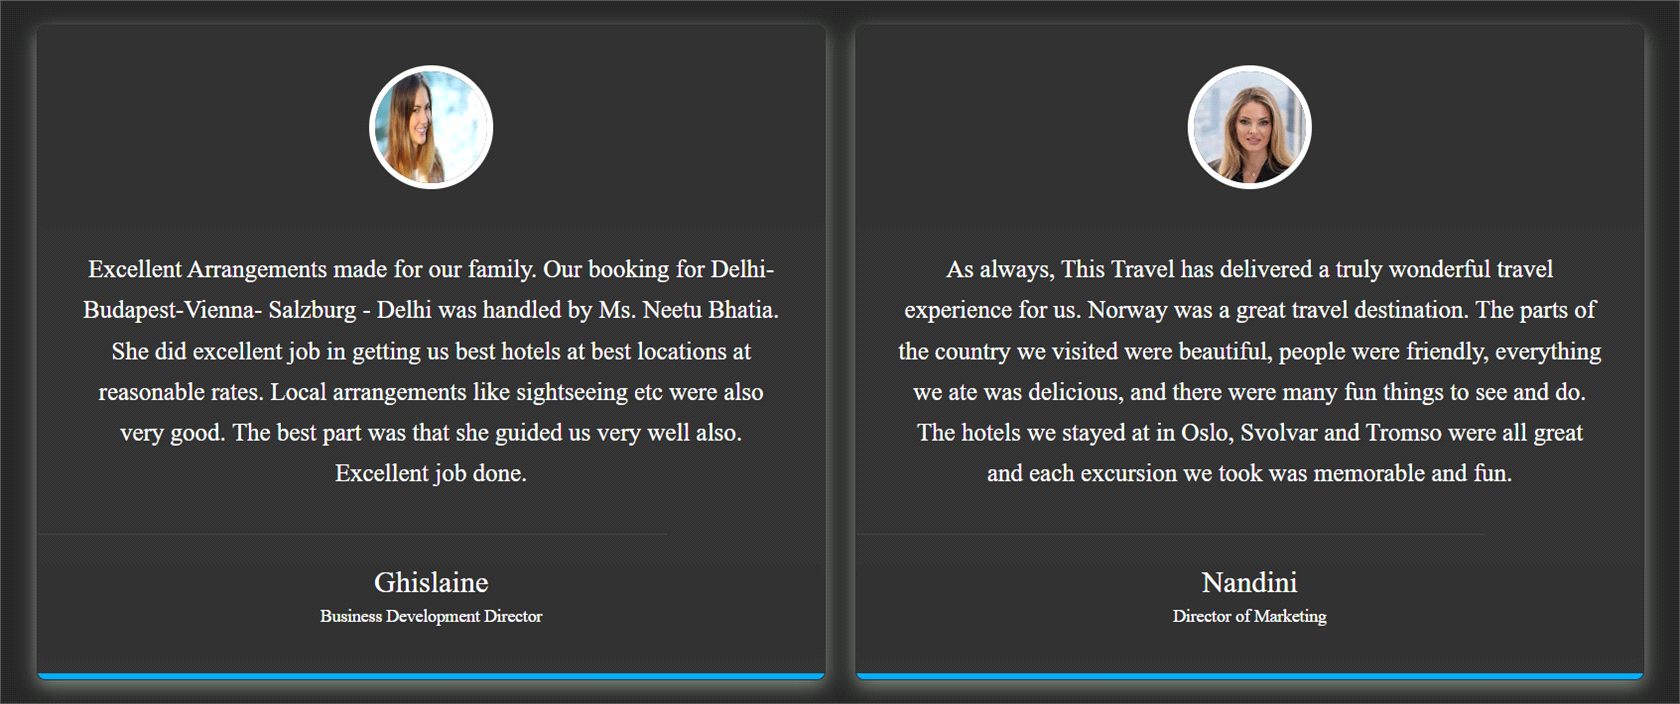 Excellent Arrangements made for our family. Our booking for Delhi-
Budapest-Vienna- Salzburg - Delhi was handled by Ms. Neetu Bhatia.
She did excellent job in getting us best hotels at best locations at
reasonable rates. Local arrangements like sightseeing etc were also
very good. The best part was that she guided us very well also.
Excellent job done.
Ghislaine
Business Development Director
As always, This Travel has delivered a truly wonderful travel
experience for us. Norway was a great travel destination. The parts of
the country we visited were beautiful, people were friendly, everything
we ate was delicious, and there were many fun things to see and do.
The hotels we stayed at in Oslo, Svolvar and Tromso were all great
and each excursion we took was memorable and fun.
Nandini
Director of Marketing